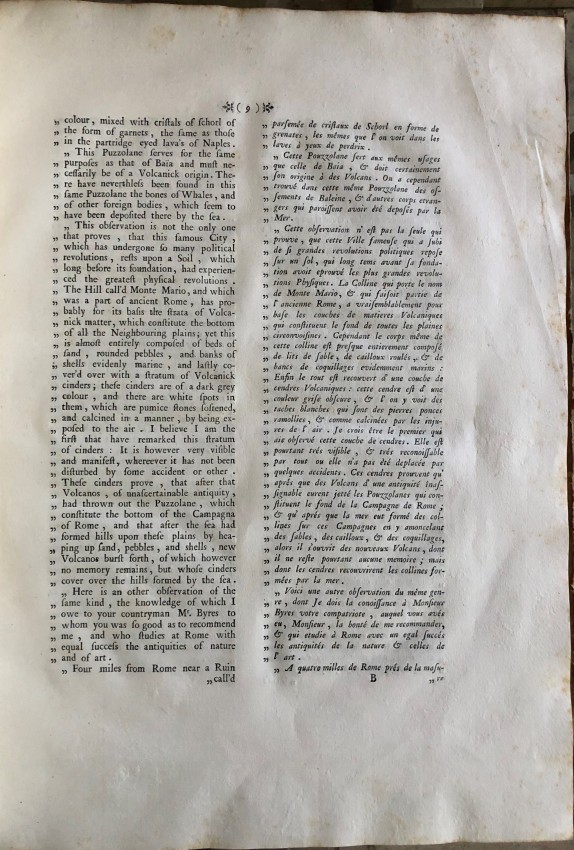 ( 9 )
„ colour, mixed with criſtals of ſchorl of
„ the form of garnets, the ſame as thoſe
„ in the partridge eyed lava's of Naples.
„ This Puzzolane ſerves for the ſame
„ purpoſes as that of Baia and muſt ne-
„ ceſſarily be of a Volcanick origin. The-
„ re have nevertſhleſs been found in this
„ ſame Puzzolane the bones of Whales, and
„ of other foreign bodies, which ſeem to
„ have been depoſited there by the ſea.
„ This obſervation is not the only one
„ that proves, that this famous City,
„ which has undergone ſo many political
„ revolutions, reſts upon a Soil, which
„ long before its foundation, had experien-
„ ced the greateſt phyſical revolutions.
„ The Hill call'd Monte Mario, and which
„ was a part of ancient Rome, has pro-
„ bably for its baſis the ſtrata of Volca-
„ nick matter, which conſtitute the bottom
„ of all the Neighbouring plains; yet this
„ is almoſt entirely compoſed of beds of
„ ſand, rounded pebbles, and banks of
„ shells evidently marine, and laſtly co-
„ ver'd over with a ſtratum of Volcanick
„ cinders; theſe cinders are of a dark grey
„ colour, and there are white ſpots in
„ them, which are pumice ſtones ſoftened,
„ and calcined in a manner, by being ex-
„ poſed to the air. I believe I am the
„ firſt that have remarked this ſtratum
„ of cinders: It is however very viſible
„ and manifeſt, wherever it has not been
„ diſturbed by ſome accident or other.
„ Theſe cinders prove, that after that
„ Volcanos, of unaſcertainable antiquity,
„ had thrown out the Puzzolane, which
„ conſtitute the bottom of the Campagna
„ of Rome, and that after the ſea had
„ formed hills upon theſe plains by hea-
„ ping up ſand, pebbles, and shells, new
„ Volcanos burſt forth, of which however
„ no memory remains, but whoſe cinders
„ cover over the hills formed by the ſea.
„ Here is an other obſervation of the
„ ſame kind, the knowledge of which I
„ owe to your countryman Mr. Byres to
„ whom you was ſo good as to recommend
„ me, and who ſtudies at Rome with
„ equal ſucceſs the antiquities of nature
„ and of art.
„ Four miles from Rome near a Ruin
„ call'd
„ parſemée de criſtaux de Schorl en forme de
„ grenates, les mêmes que l'on voit dans les
„ laves à yeux de perdrix.
„ Cette Pouzzolane ſert aux mêmes uſages
„ que celle de Baia, & doit certainement
„ ſon origine à des Volcans. On a cependant
„ trouvé dans cette même Pouzzolane des oſ-
„ ſements de Baleine, & d'autres corps etran-
„ gers qui paroiſſent avoir été depoſés par la
„ Mer.
„ Cette obſervation n'eſt pas la ſeule qui
„ prouve, que cette Ville fameuſe qui a ſubi
„ de ſi grandes revolutions politiques repoſe
„ ſur un ſol, qui long tems avant ſa fonda-
„ tion avoit eprouvé les plus grandes revolu-
„ tions Phyſiques. La Colline qui porte le nom
„ de Monte Mario, & qui faiſoit partie de
„ l'ancienne Rome, a vraiſemblablement pour
„ baſe les couches de matieres Volcaniques
„ qui conſtituent le fond de toutes les plaines
„ circonvoiſines. Cependant le corps même de
„ cette colline eſt preſque entierement compoſé
„ de lits de ſable, de cailloux roulés, & de
„ bancs de coquillages evidemment marins:
„ Enfin le tout eſt recouvert d'une couche de
„ cendres Volcaniques: cette cendre eſt d'une
„ couleur griſe obſcure, & l'on y voit des
„ taches blanches qui ſont des pierres ponces
„ ramollies, & comme calcinées par les inju-
„ res de l'air. Je crois être le premier qui
„ aie obſervé cette couche de cendres. Elle eſt
„ pourtant très viſible, & très reconoiſſable
„ par tout ou elle n'a pas été deplacée par
„ quelques accidents. Ces cendres prouvent qu'
„ aprés que des Volcans d'une antiquité inaſ-
„ ſignable eurent jetté les Pouzzolanes qui con-
„ ſtituent le fond de la Campagne de Rome;
„ & qu'aprés que la mer eut formé des col-
„ lines ſur ces Campagnes en y amoncelant
„ des ſables, des cailloux, & des coquillages,
„ alors il s'ouvrit des nouveaux Volcans, dont
„ il ne reſte pourtant aucune memoire; mais
„ dont les cendres recouvrirent les collines for-
„ mées par la mer.
„ Voici une autre obſervation du même gen-
„ re, dont Je dois la conoiſſance à Monſieur
„ Byres votre compatriote, auquel vous avés
„ eu, Monſieur, la bonté de me recommander,
„ & qui etudie à Rome avec un egal ſuccès
„ les antiquités de la nature & celles de
„ l'art.
„ A quatro milles de Rome prés de la maſu-
B „ re